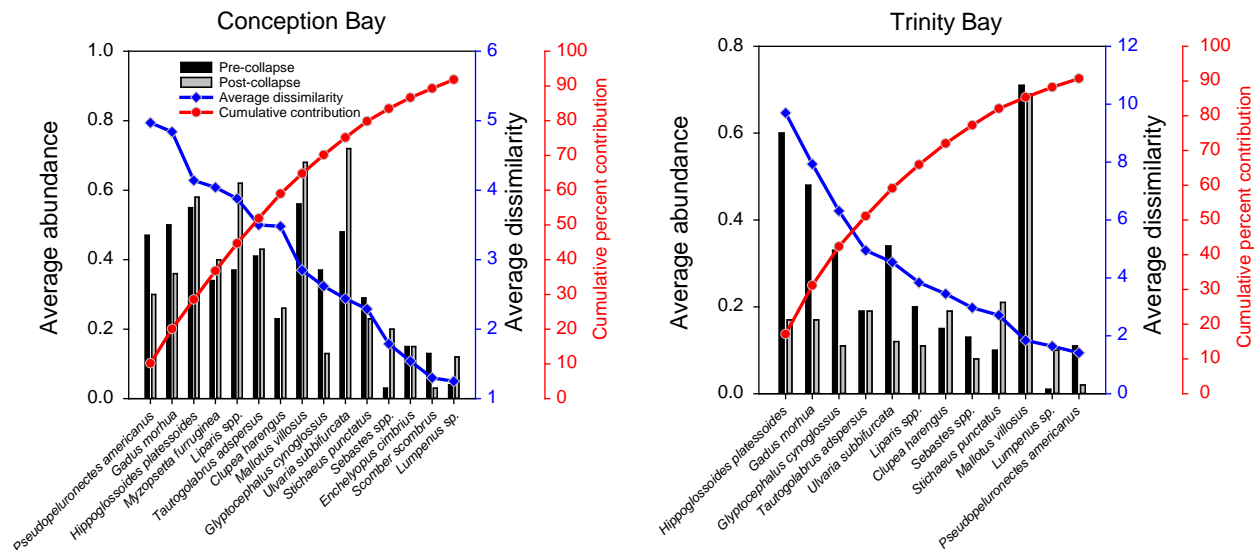 Conception Bay
1.0
0.8
0.6
0.4
0.2
0.0
Average abundance
Pre-collapse
Post-collapse
Average dissimilarity
Cumulative contribution
6
5
4
3
2
1
Average dissimilarity
100
90
80
70
60
50
40
30
20
10
0
Cumulative percent contribution
Pseudopeluronectes americanus
Gadus morhua
Hippoglossoides platessoides
Myzopsetta furruginea
Liparis spp.
Tautogolabrus adspersus
Clupea harengus
Mallotus villosus
Glyptocephalus cynoglossus
Ulvaria subbifurcata
Stichaeus punctatus
Sebastes spp.
Enchelyopus cimbrius
Scomber scombrus
Lumpenus sp.
Trinity Bay
0.8
0.6
0.4
0.2
0.0
Average abundance
12
10
8
6
4
2
0
Average dissimilarity
100
90
80
70
60
50
40
30
20
10
0
Cumulative percent contribution
Hippoglossoides platessoides
Gadus morhua
Glyptocephalus cynoglossus
Tautogolabrus adspersus
Ulvaria subbifurcata
Liparis spp.
Clupea harengus
Sebastes spp.
Stichaeus punctatus
Mallotus villosus
Lumpenus sp.
Pseudopeluronectes americanus